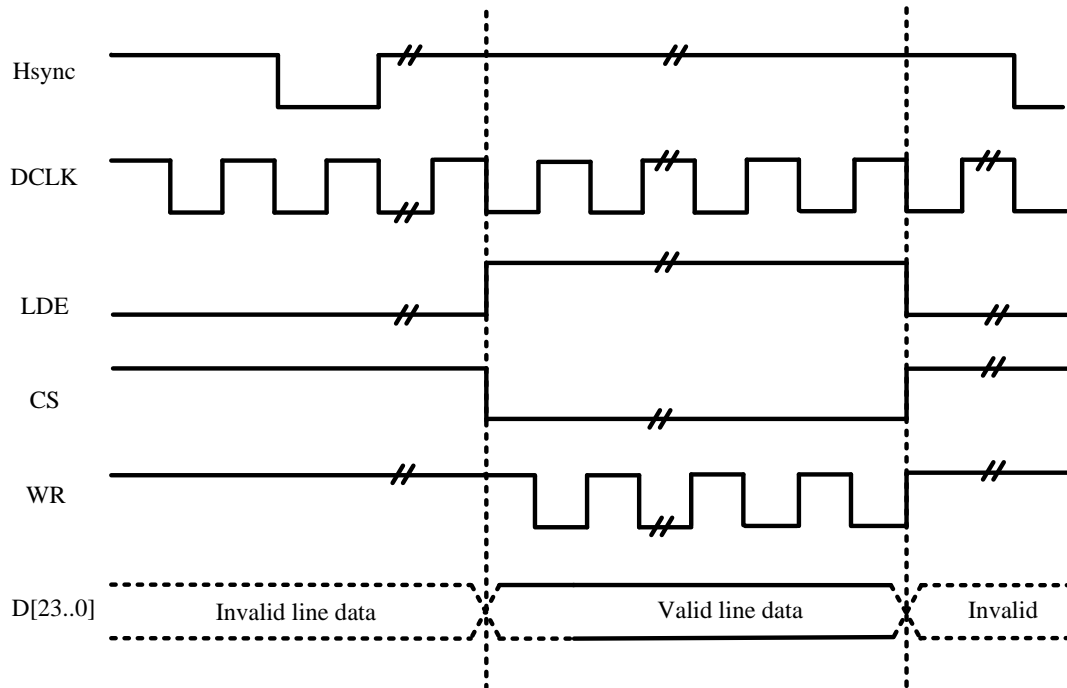 Hsync
DCLK
LDE
CS
WR
D[23..0]
Invalid line data
Valid line data
Invalid